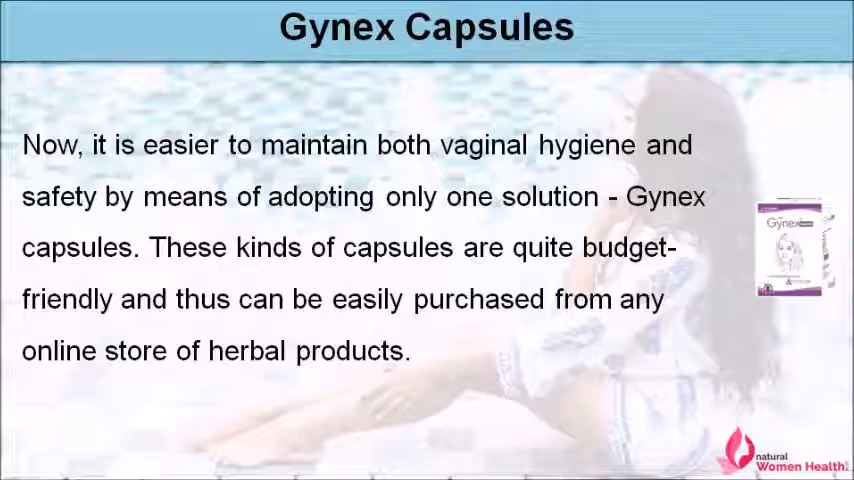 Gynex Capsules
Now, it is easier to maintain both vaginal hygiene and
safety by means of adopting only one solution - Gynex
capsules. These kinds of capsules are quite budget-
friendly and thus can be easily purchased from any
online store of herbal products.
Gynex
natural
Women Health